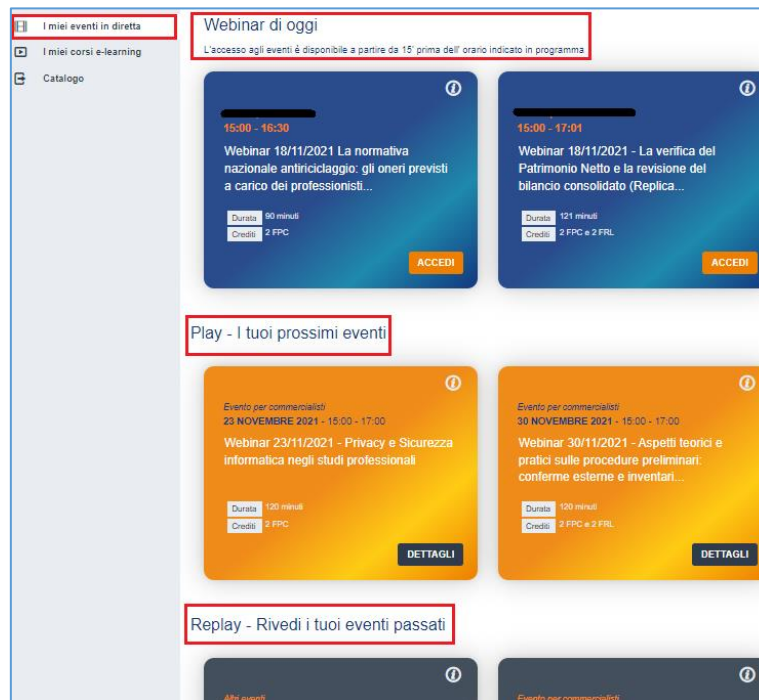 I miei eventi in diretta
I miei corsi e-learning
Catalogo
Webinar di oggi
L'accesso agli eventi é disponibile a partire da 15' prima dell' orario indicato in programma
15:00 - 16:30
Webinar 18/11/2021 La normativa
nazionale antiriciclaggio: gli oneri previsti
a carico dei professionisti...
Durata 90 minuti
Crediti 2 FPC
ACCEDI
15:00 - 17:01
Webinar 18/11/2021 - La verifica del
Patrimonio Netto e la revisione del
bilancio consolidato (Replica...
Durata 121 minuti
Crediti 2 FPC e 2 FRL
ACCEDI
Play - I tuoi prossimi eventi
Evento per commercialisti
23 NOVEMBRE 2021 - 15:00 - 17:00
Webinar 23/11/2021 - Privacy e Sicurezza
informatica negli studi professionali
Durata 120 minuti
Crediti 2 FPC
DETTAGLI
Evento per commercialisti
30 NOVEMBRE 2021 - 15:00 - 17:00
Webinar 30/11/2021 - Aspetti teorici e
pratici sulle procedure preliminari:
conferme esterne e inventari...
Durata 120 minuti
Crediti 2 FPC e 2 FRL
DETTAGLI
Replay - Rivedi i tuoi eventi passati
Altri eventi
Evento per commercialisti